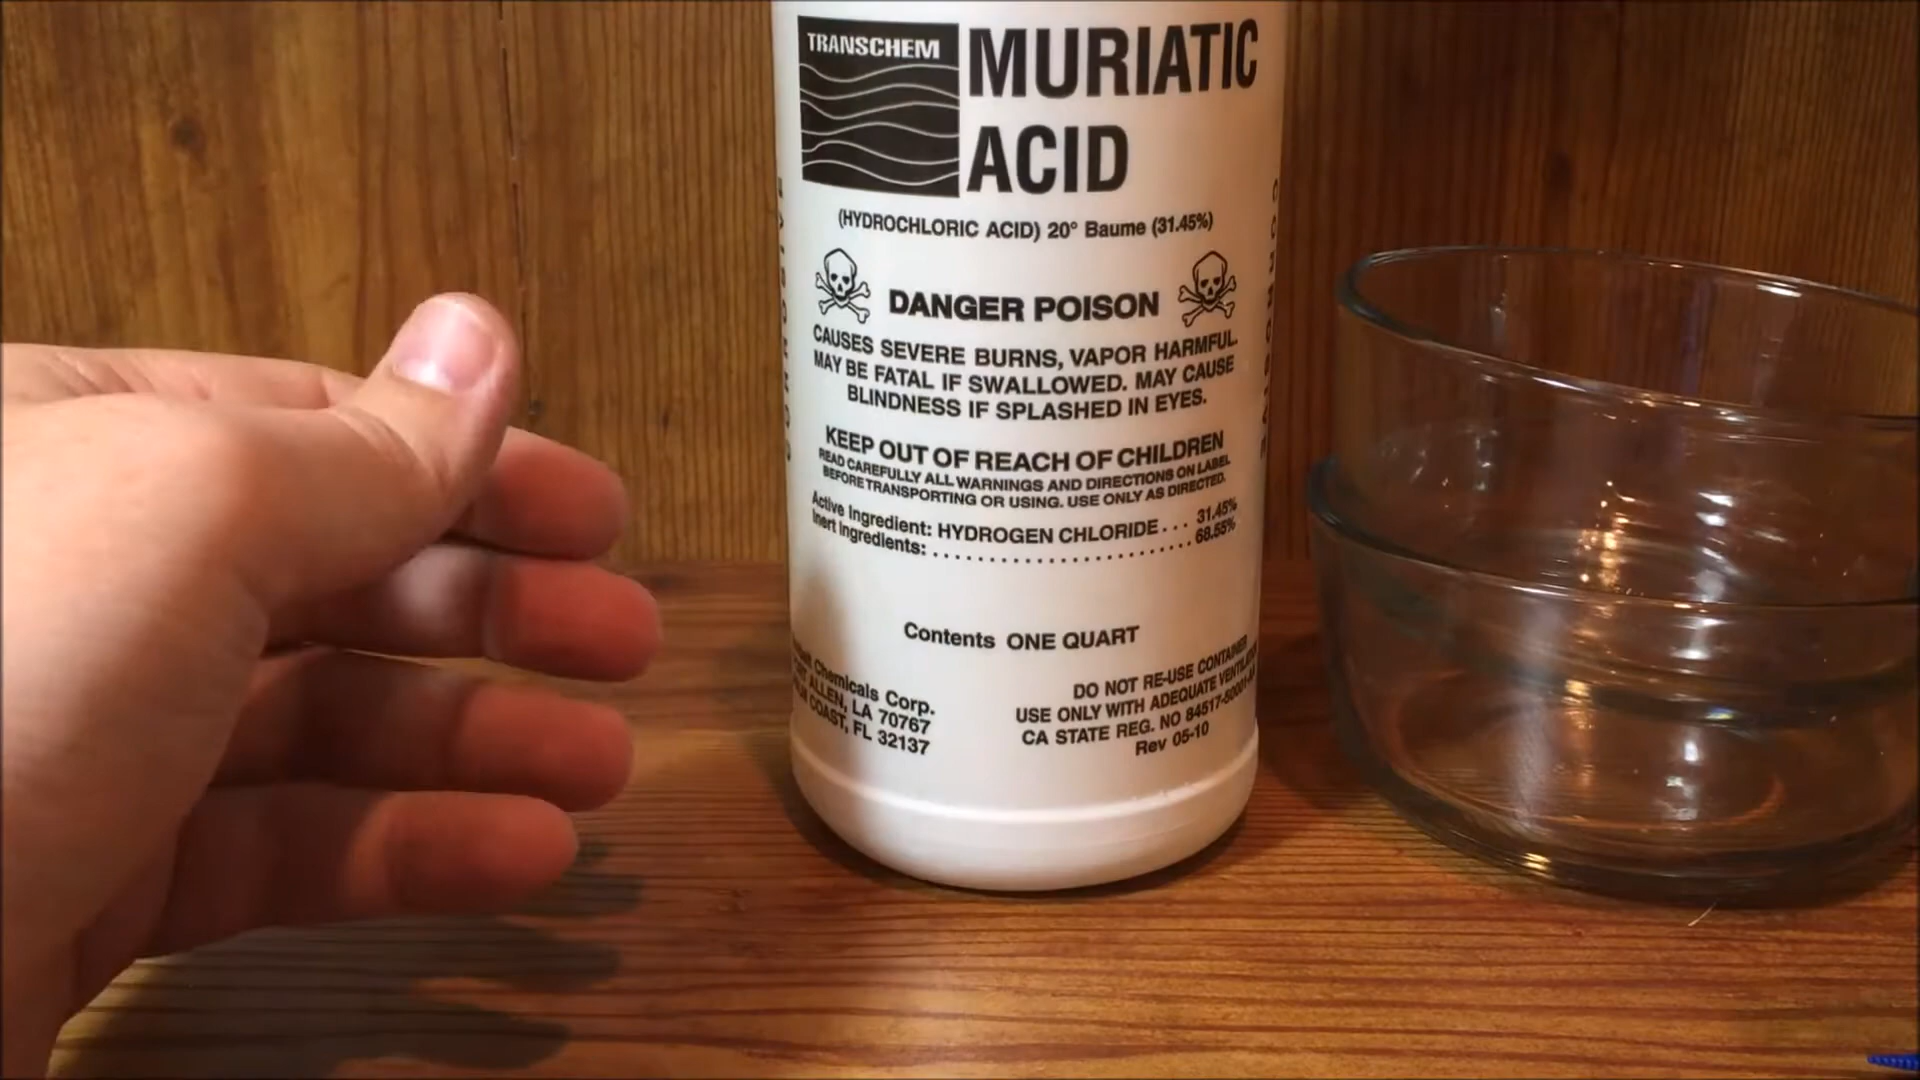 TRANSCHEM
MURIATIC
ACID
(HYDROCHLORIC ACID) 20° Baume (31.45%)
DANGER POISON
CAUSES SEVERE BURNS, VAPOR HARMFUL.
MAY BE FATAL IF SWALLOWED. MAY CAUSE
BLINDNESS IF SPLASHED IN EYES.
KEEP OUT OF REACH OF CHILDREN
READ CAREFULLY ALL WARNINGS AND DIRECTIONS ON LABEL
BEFORE TRANSPORTING OR USING. USE ONLY AS DIRECTED.
Active Ingredient: HYDROGEN CHLORIDE . . . 31.45%
Inert Ingredients: . . . . . . . . . . . . . . . . . . . . . . . . . . 68.55%
Contents ONE QUART
Chemicals Corp.
ALLEN, LA 70767
COAST, FL 32137
DO NOT RE-USE CONTAINER
USE ONLY WITH ADEQUATE
CA STATE REG. NO
Rev 05-10